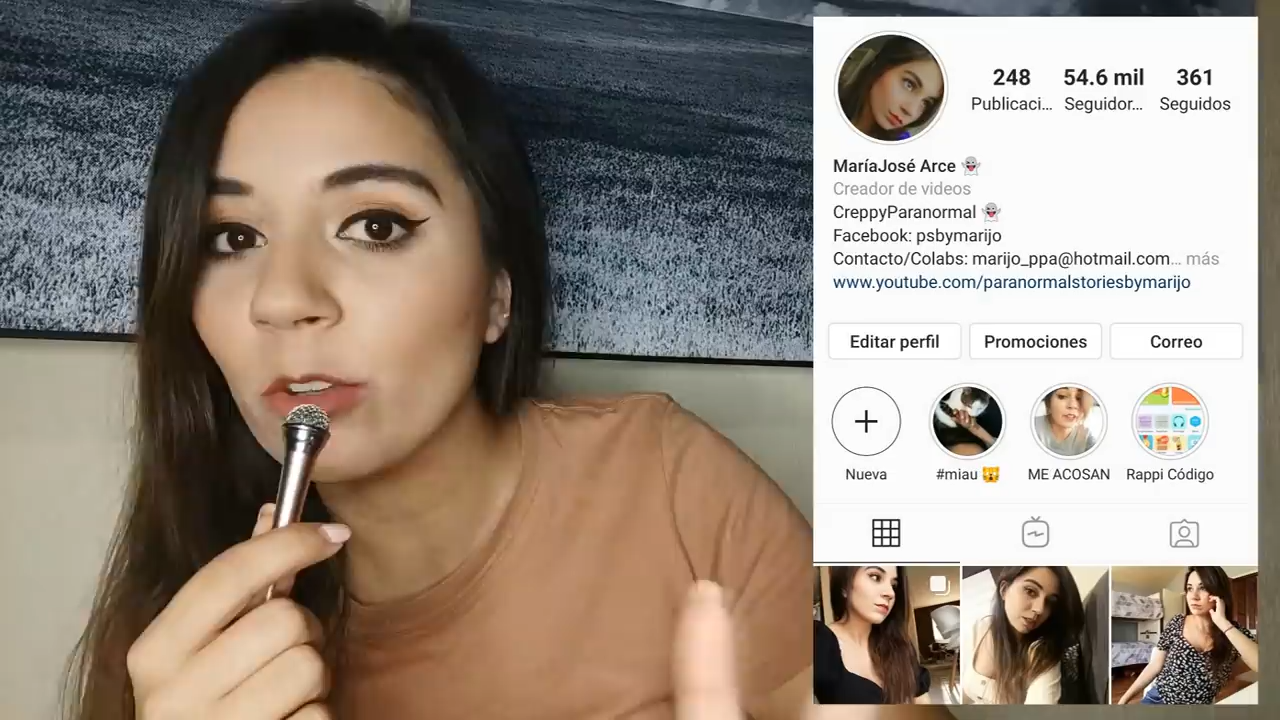 248 54.6 mil 361
Publicaci... Seguidor... Seguidos
MaríaJosé Arce 👻
Creador de videos
CreppyParanormal 👻
Facebook: psbymarijo
Contacto/Colabs: marijo_ppa@hotmail.com... más
www.youtube.com/paranormalstoriesbymarijo
Editar perfil Promociones Correo
Nueva #miau 🐱 ME ACOSAN Rappi Código